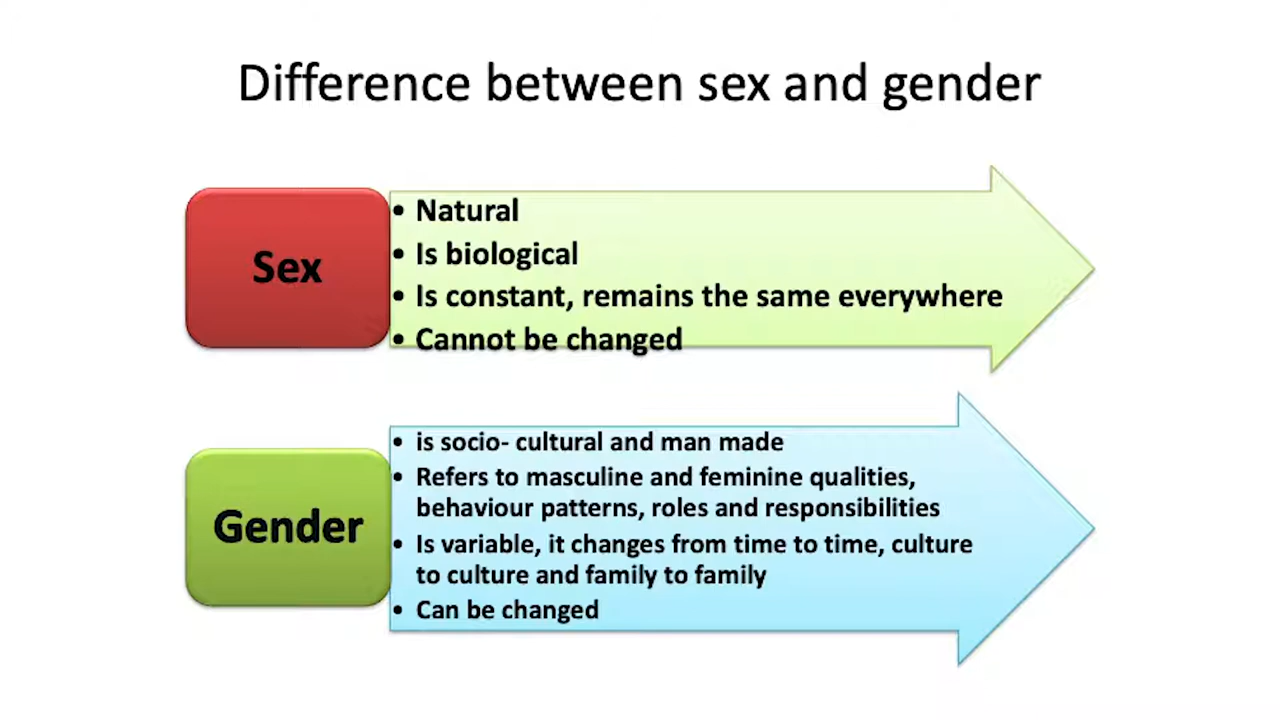 Difference between sex and gender
Sex
• Natural
• Is biological
• Is constant, remains the same everywhere
• Cannot be changed
Gender
• is socio- cultural and man made
• Refers to masculine and feminine qualities,
behaviour patterns, roles and responsibilities
• Is variable, it changes from time to time, culture
to culture and family to family
• Can be changed